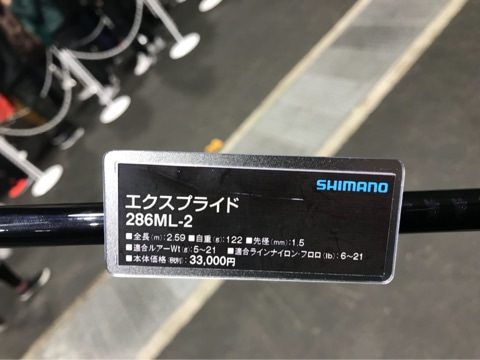 SHIMANO
エクスプライド
286ML-2
■全長(m):2.59 ■自重(g):122 ■先径(mm):1.5
■適合ルアーWt(g):5~21 ■適合ラインナイロン・フロロ(lb):6~21
■本体価格(税別):33,000円